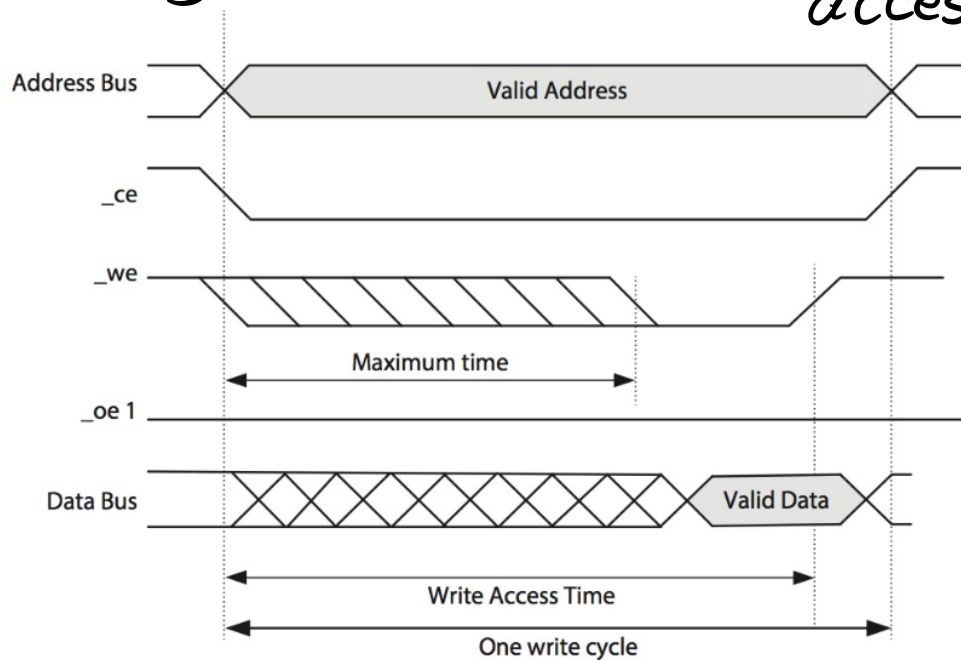 acces
Address Bus
Valid Address
_ce
_we
Maximum time
_oe 1
Data Bus
Valid Data
Write Access Time
One write cycle